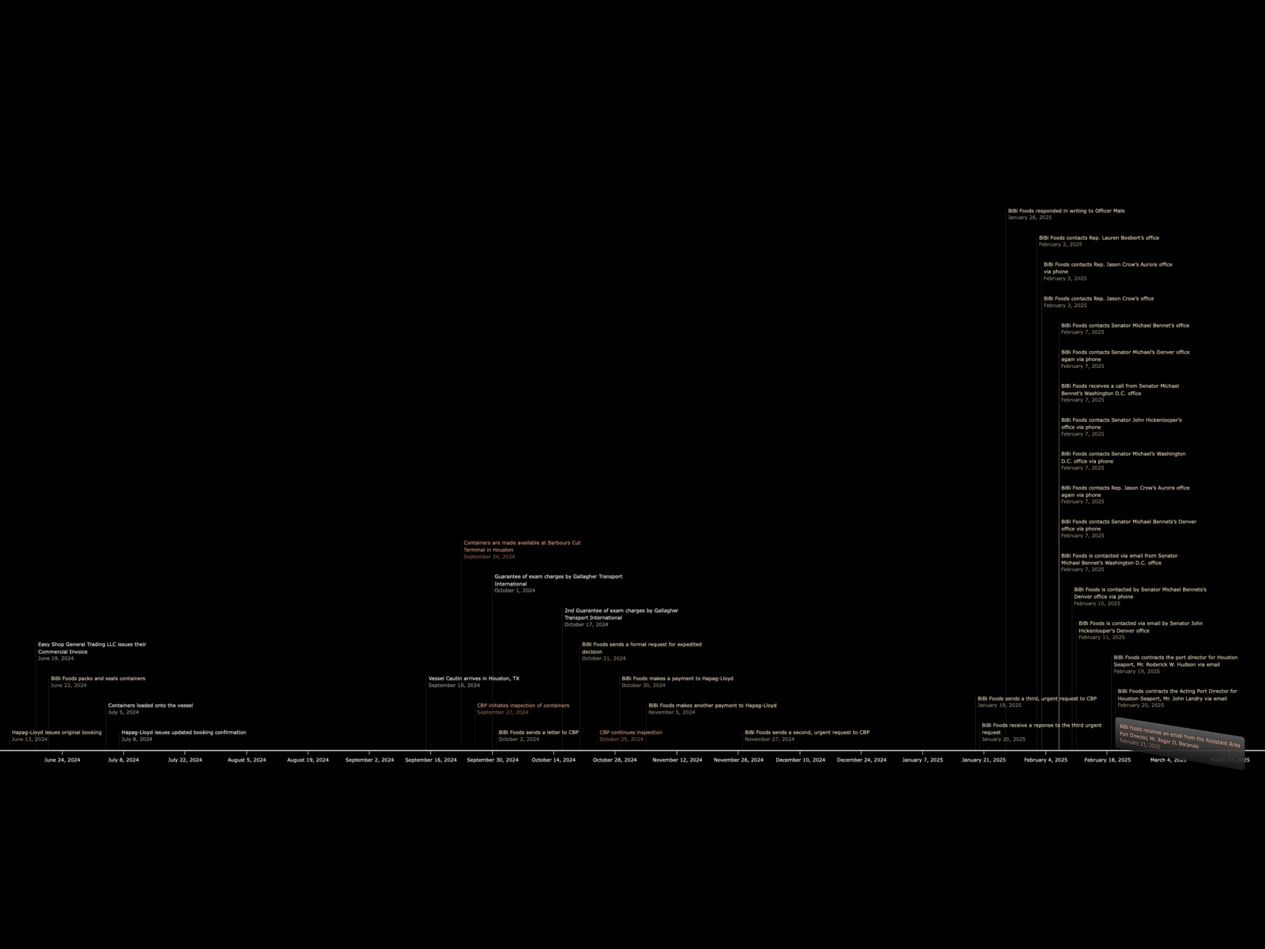 BiBi Foods responded in writing to Officer Male
January 26, 2025
BiBi Foods contacts Rep. Lauren Boebert's office
February 2, 2025
BiBi Foods contacts Rep. Jason Crow's Aurora office
via phone
February 3, 2025
BiBi Foods contacts Rep. Jason Crow's office
February 3, 2025
BiBi Foods contacts Senator Michael Bennet's office
February 7, 2025
BiBi Foods contacts Senator Michael's Denver office
again via phone
February 7, 2025
BiBi Foods receives a call from Senator Michael
Bennet's Washington D.C. office
February 7, 2025
BiBi Foods contacts Senator John Hickenlooper's
office via phone
February 7, 2025
BiBi Foods contacts Senator Michael's Washington
D.C. office via phone
February 7, 2025
BiBi Foods contacts Rep. Jason Crow's Aurora office
again via phone
February 7, 2025
BiBi Foods contacts Senator Michael Bennets's Denver
office via phone
February 7, 2025
BiBi Foods is contacted via email from Senator
Michael Bennet's Washington D.C. office
February 7, 2025
BiBi Foods is contacted by Senator Michael Bennets's
Denver office via phone
February 10, 2025
BiBi Foods is contacted via email by Senator John
Hickenlooper's Denver office
February 11, 2025
BiBi Foods contracts the port director for Houston
Seaport, Mr. Roderick W. Hudson via email
February 19, 2025
BiBi Foods contracts the Acting Port Director for
Houston Seaport, Mr. John Landry via email
February 20, 2025
BiBi Foods receives an email from the Assistant Area
Port Director, Mr. Roger D. Baranski
February 21, 2025
Containers are made available at Barbours Cut
Terminal in Houston
September 24, 2024
Guarantee of exam charges by Gallagher Transport
International
October 1, 2024
2nd Guarantee of exam charges by Gallagher
Transport International
October 17, 2024
Easy Shop General Trading LLC issues their
Commercial Invoice
June 19, 2024
BiBi Foods sends a formal request for expedited
decision
October 21, 2024
BiBi Foods packs and seals containers
June 22, 2024
Vessel Cautin arrives in Houston, TX
September 16, 2024
BiBi Foods makes a payment to Hapag-Lloyd
October 30, 2024
BiBi Foods sends a third, urgent request to CBP
January 19, 2025
Containers loaded onto the vessel
July 5, 2024
CBP initiates inspection of containers
September 27, 2024
BiBi Foods makes another payment to Hapag-Lloyd
November 5, 2024
BiBi Foods receive a reponse to the third urgent
request
January 20, 2025
Hapag-Lloyd issues original booking
June 13, 2024
Hapag-Lloyd issues updated booking confirmation
July 8, 2024
BiBi Foods sends a letter to CBP
October 2, 2024
CBP continues inspection
October 25, 2024
BiBi Foods sends a second, urgent request to CBP
November 27, 2024
June 24, 2024 July 8, 2024 July 22, 2024 August 5, 2024 August 19, 2024 September 2, 2024 September 16, 2024 September 30, 2024 October 14, 2024 October 28, 2024 November 12, 2024 November 26, 2024 December 10, 2024 December 24, 2024 January 7, 2025 January 21, 2025 February 4, 2025 February 18, 2025 March 4, 2025